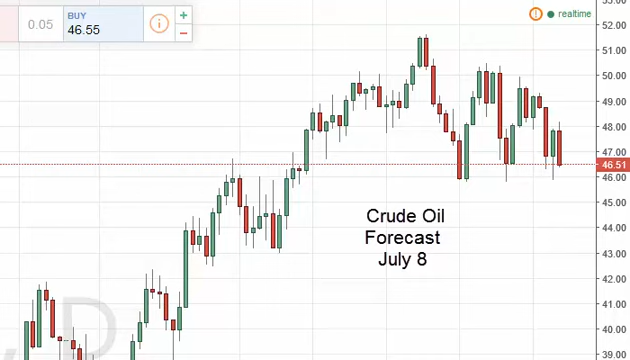 53.00
BUY
0.05
46.55
i
+
−
! realtime
52.00
51.00
50.00
49.00
48.00
47.00
46.51
46.00
45.00
44.00
43.00
42.00
41.00
40.00
39.00
Crude Oil
Forecast
July 8
D